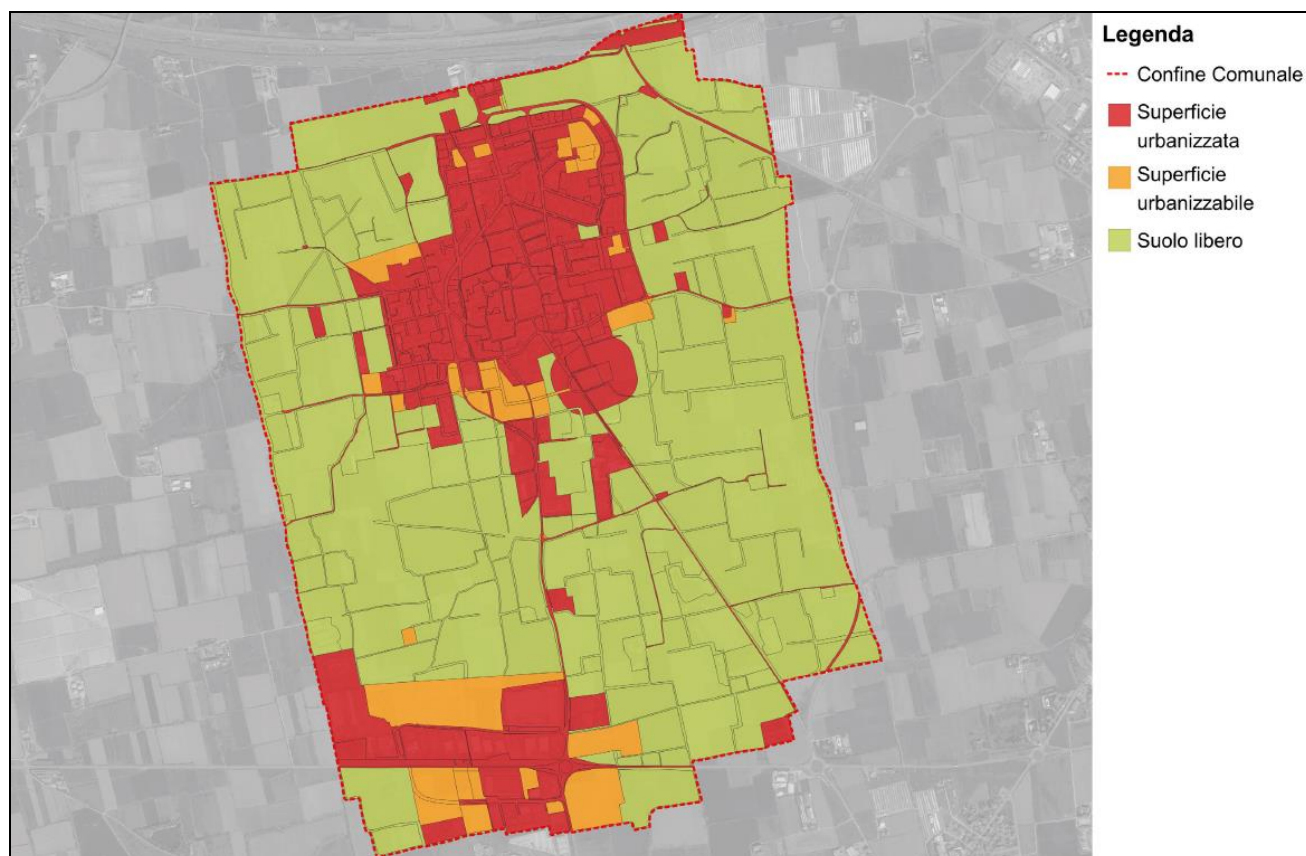 Legenda
Confine Comunale
Superficie
urbanizzata
Superficie
urbanizzabile
Suolo libero